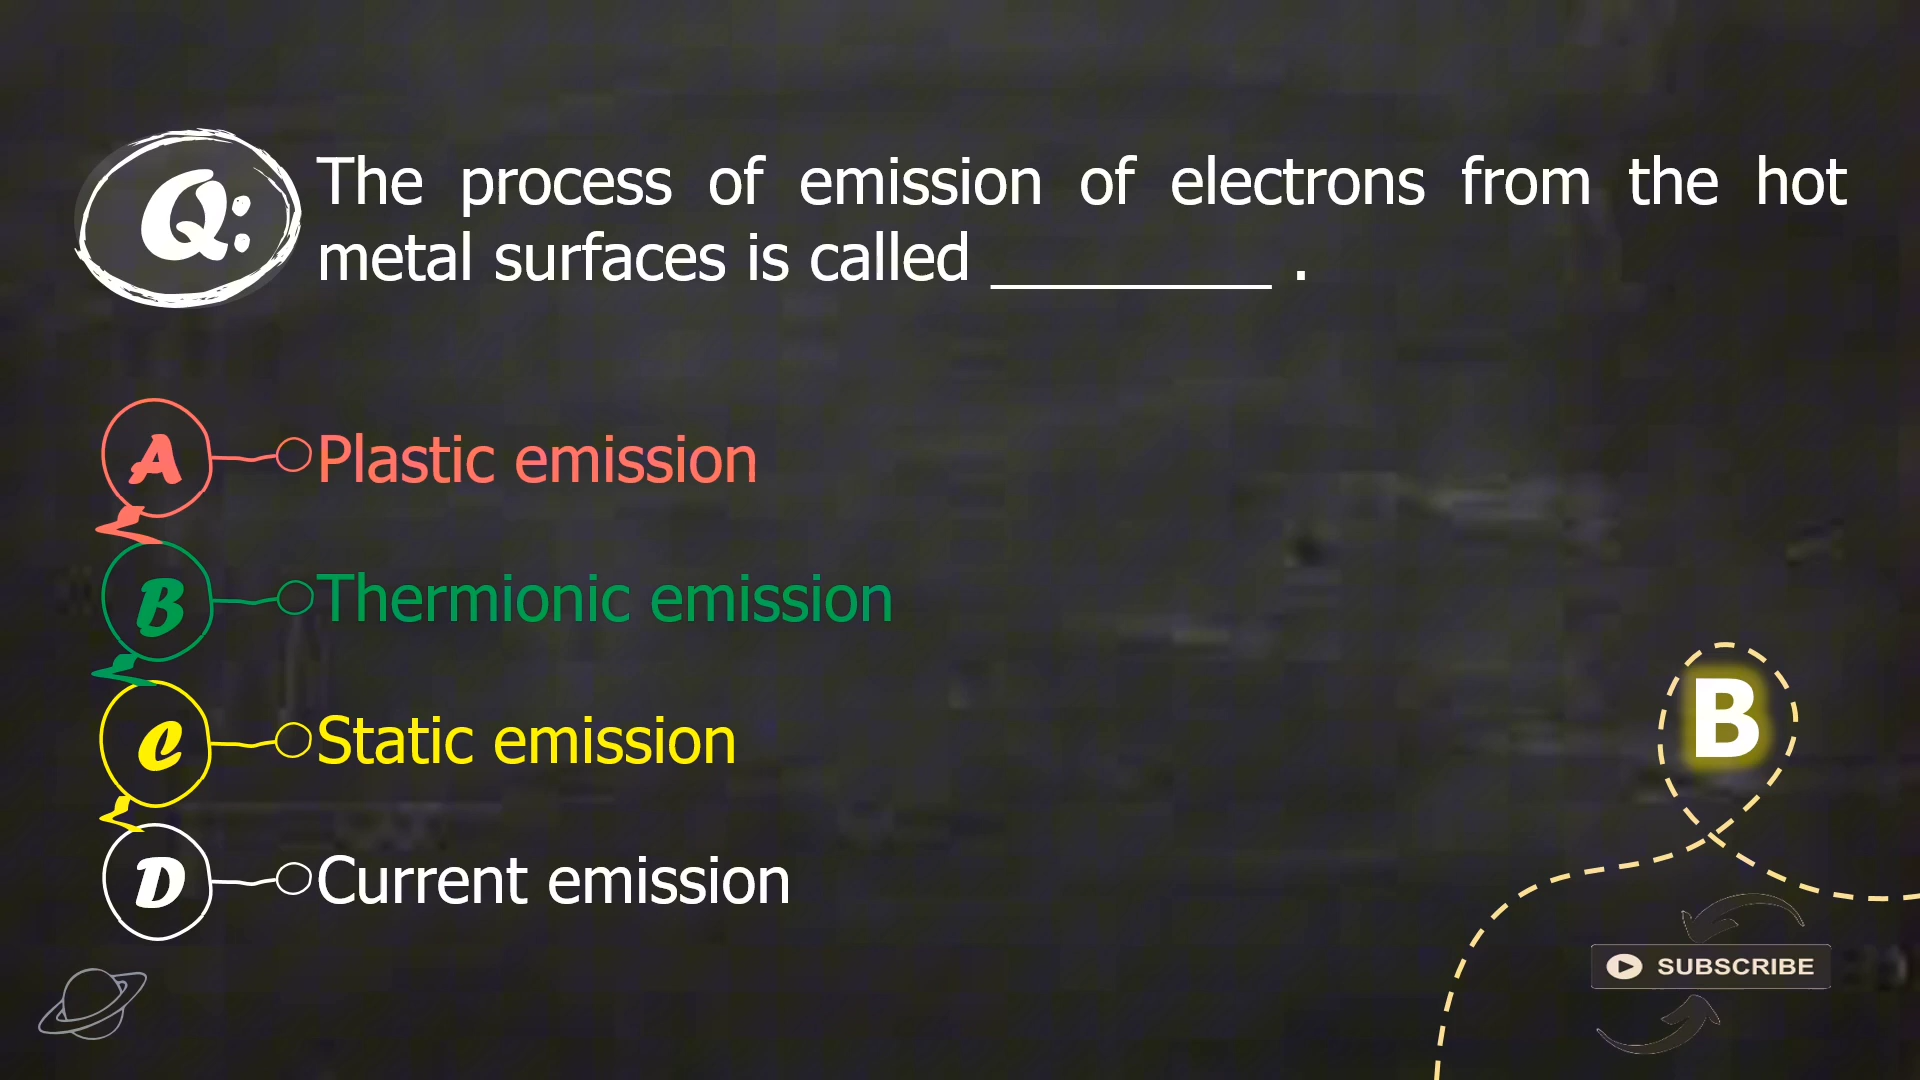 Q: The process of emission of electrons from the hot
metal surfaces is called _________ .
A Plastic emission
B Thermionic emission
C Static emission
D Current emission
B
SUBSCRIBE